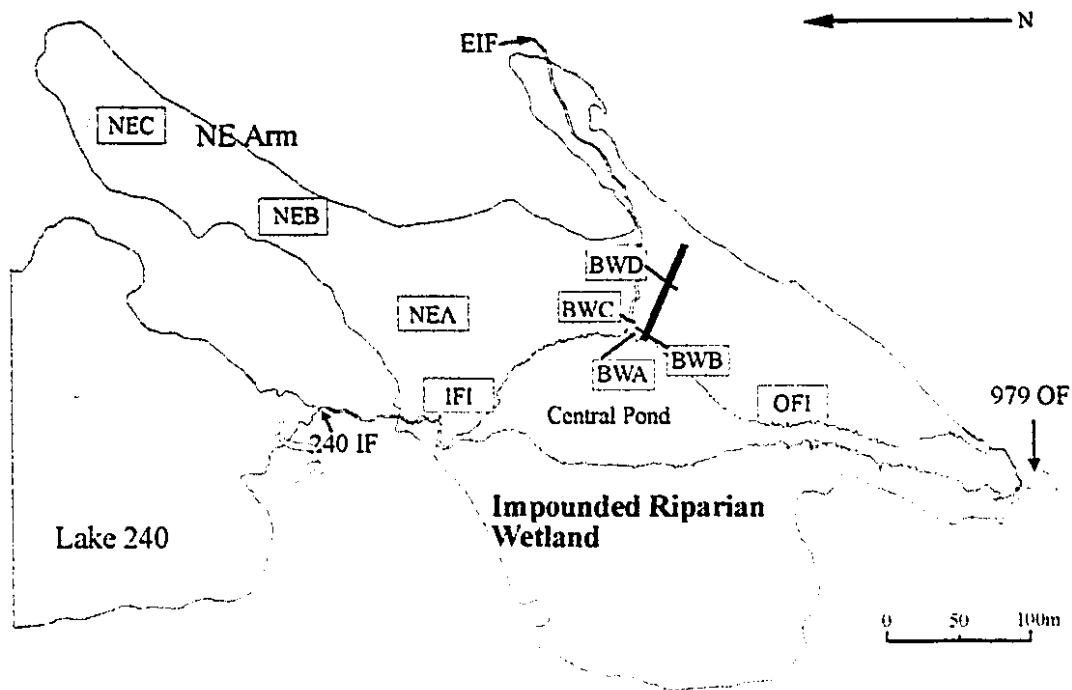 N
EIF
NEC
NE Arm
NEB
BWD
NEA
BWC
BWB
BWA
IFI
979 OF
OFI
Central Pond
240 IF
Impounded Riparian
Wetland
Lake 240
0 50 100m